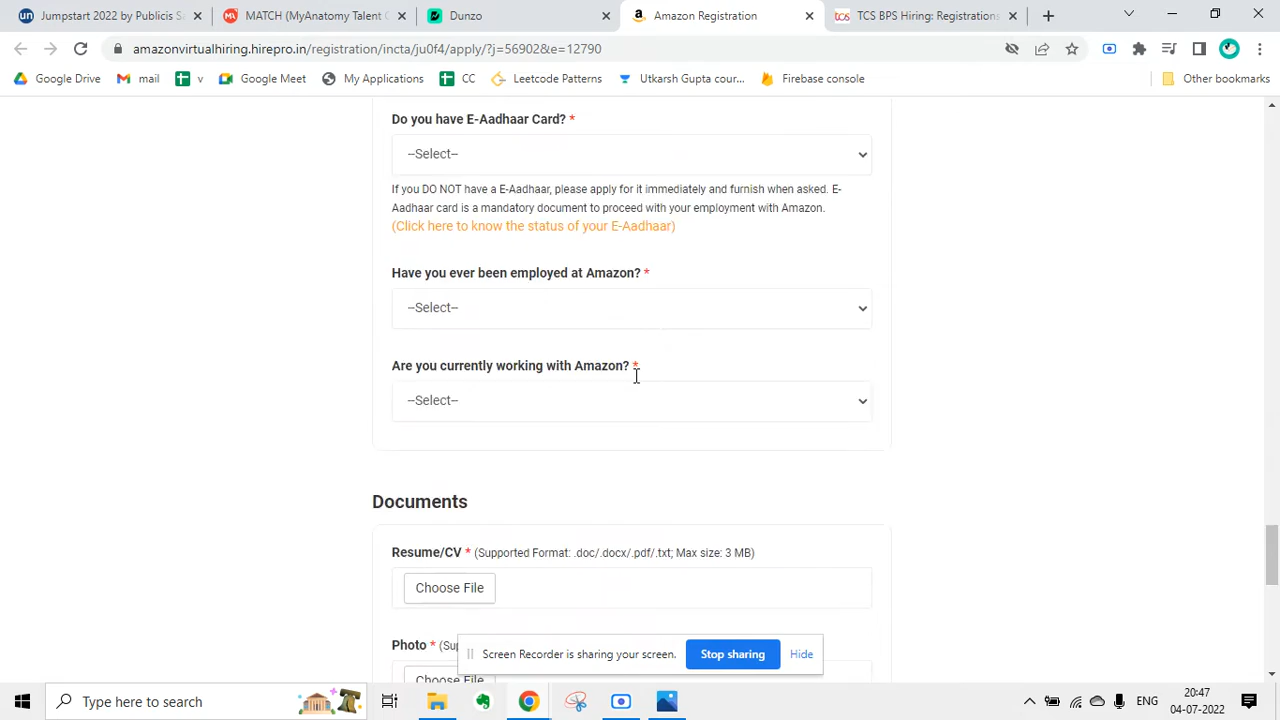 Jumpstart 2022 by Publicis Sa
MATCH (MyAnatomy Talent C
Dunzo
Amazon Registration
TCS BPS Hiring: Registrations
amazonvirtualhiring.hirepro.in/registration/incta/ju0f4/apply/?j=56902&e=12790
Google Drive
mail
v
Google Meet
My Applications
CC
Leetcode Patterns
Utkarsh Gupta cour...
Firebase console
Other bookmarks
Do you have E-Aadhaar Card? *
--Select--
If you DO NOT have a E-Aadhaar, please apply for it immediately and furnish when asked. E-
Aadhaar card is a mandatory document to proceed with your employment with Amazon.
(Click here to know the status of your E-Aadhaar)
Have you ever been employed at Amazon? *
--Select--
Are you currently working with Amazon? *
--Select--
Documents
Resume/CV * (Supported Format: .doc/.docx/.pdf/.txt; Max size: 3 MB)
Choose File
Photo * (Su
Choose File
Screen Recorder is sharing your screen.
Stop sharing
Hide
Type here to search
ENG
20:47
04-07-2022